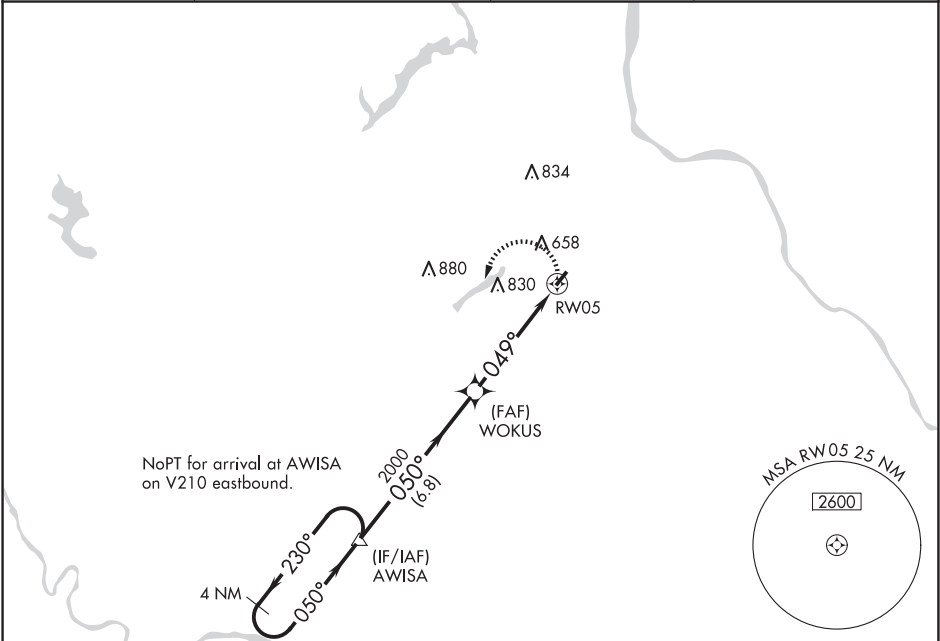 834
658
880
830
RW05
049°
(FAF)
WOKUS
NoPT for arrival at AWISA
on V210 eastbound.
2000
050°
(6.8)
MSA RW05 25 NM
2600
230°
(IF/IAF)
AWISA
4 NM
050°